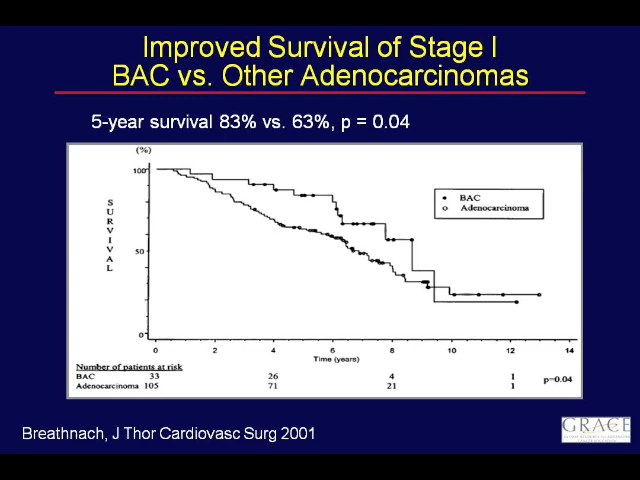 Improved Survival of Stage I
BAC vs. Other Adenocarcinomas
5-year survival 83% vs. 63%, p = 0.04
(%)
100
50
0
SURVIVAL
BAC
Adenocarcinoma
0 2 4 6 8 10 12 14
Time (years)
Number of patients at risk
BAC 33 26 4 1
Adenocarcinoma 105 71 21 1
p=0.04
Breathnach, J Thor Cardiovasc Surg 2001
GRACE